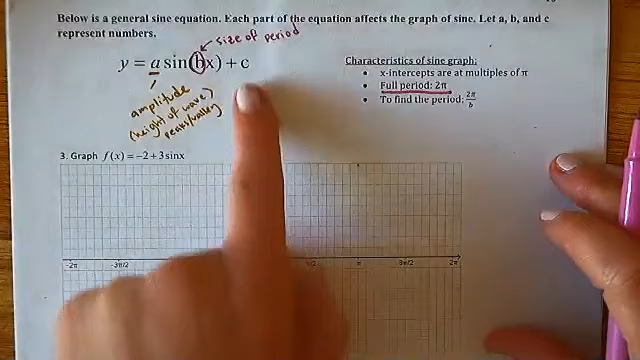 Below is a general sine equation. Each part of the equation affects the graph of sine. Let a, b, and c
represent numbers.
size of period
y = a sin(bx) + c
amplitude
(height of wave)
peaks/valley
Characteristics of sine graph:
• x-intercepts are at multiples of π
• Full period: 2π
• To find the period: 2π/b
3. Graph f(x) = −2 + 3 sin x
-2π -3π/2 π/2 π 3π/2 2π